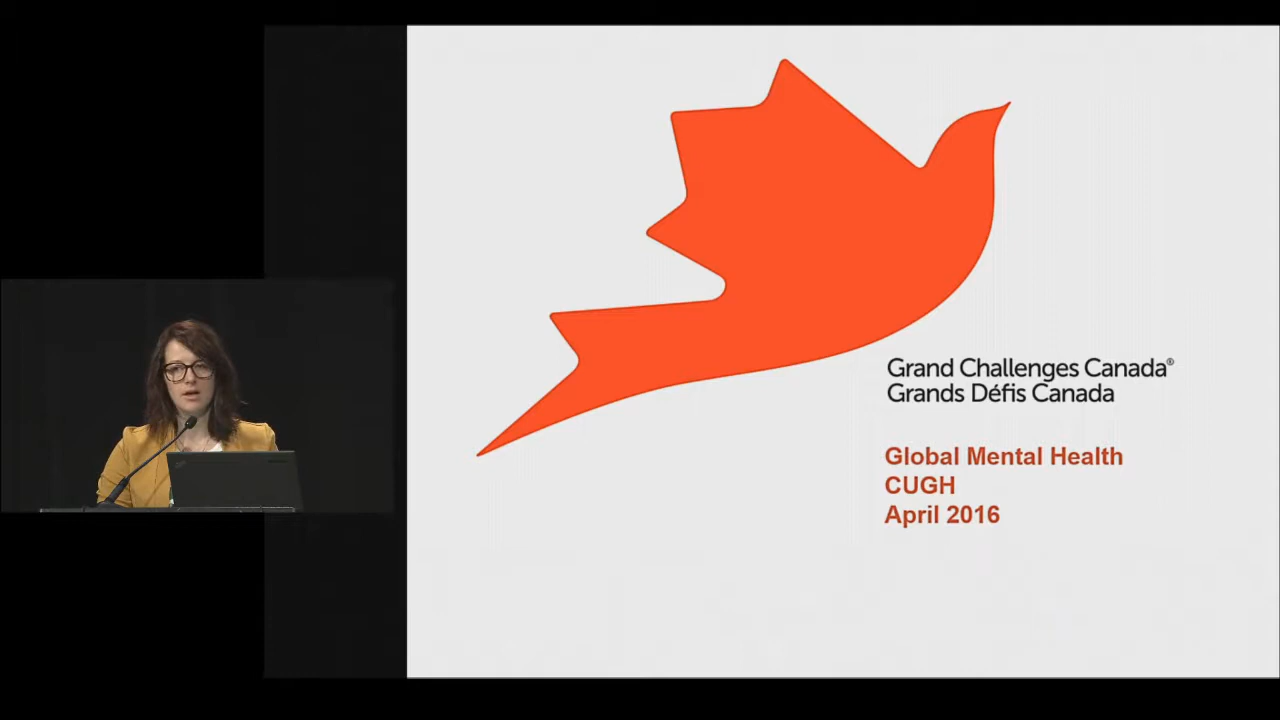 Grand Challenges Canada®
Grands Défis Canada
Global Mental Health
CUGH
April 2016